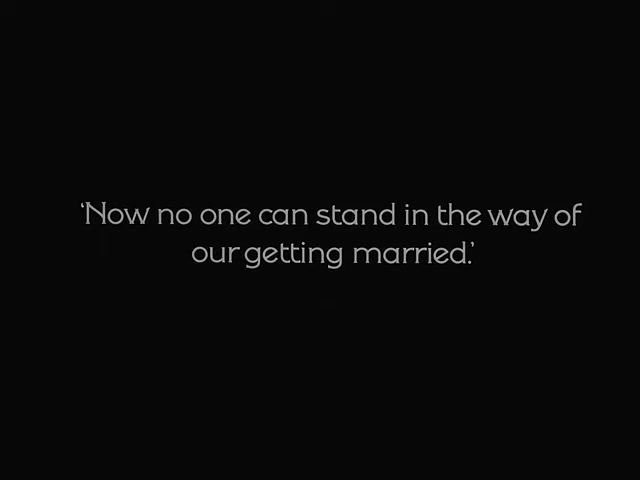 ‘Now no one can stand in the way of
our getting married.’